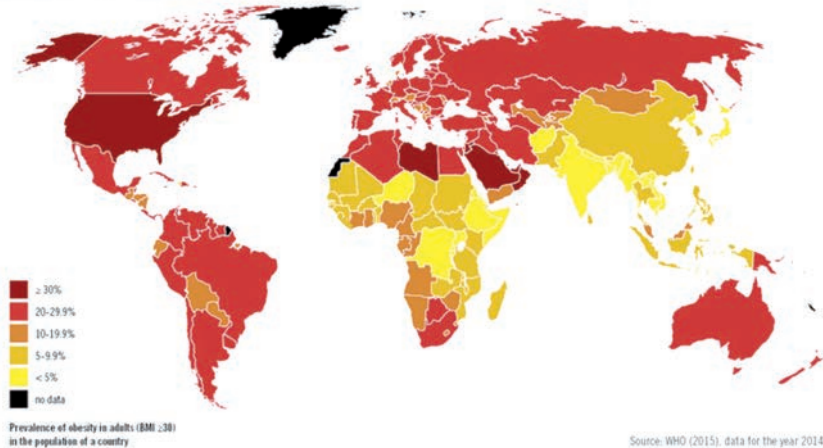 ≥ 30%
20-29.9%
10-19.9%
5-9.9%
< 5%
no data
Prevalence of obesity in adults (BMI ≥30)
in the population of a country
Source: WHO (2015), data for the year 2014